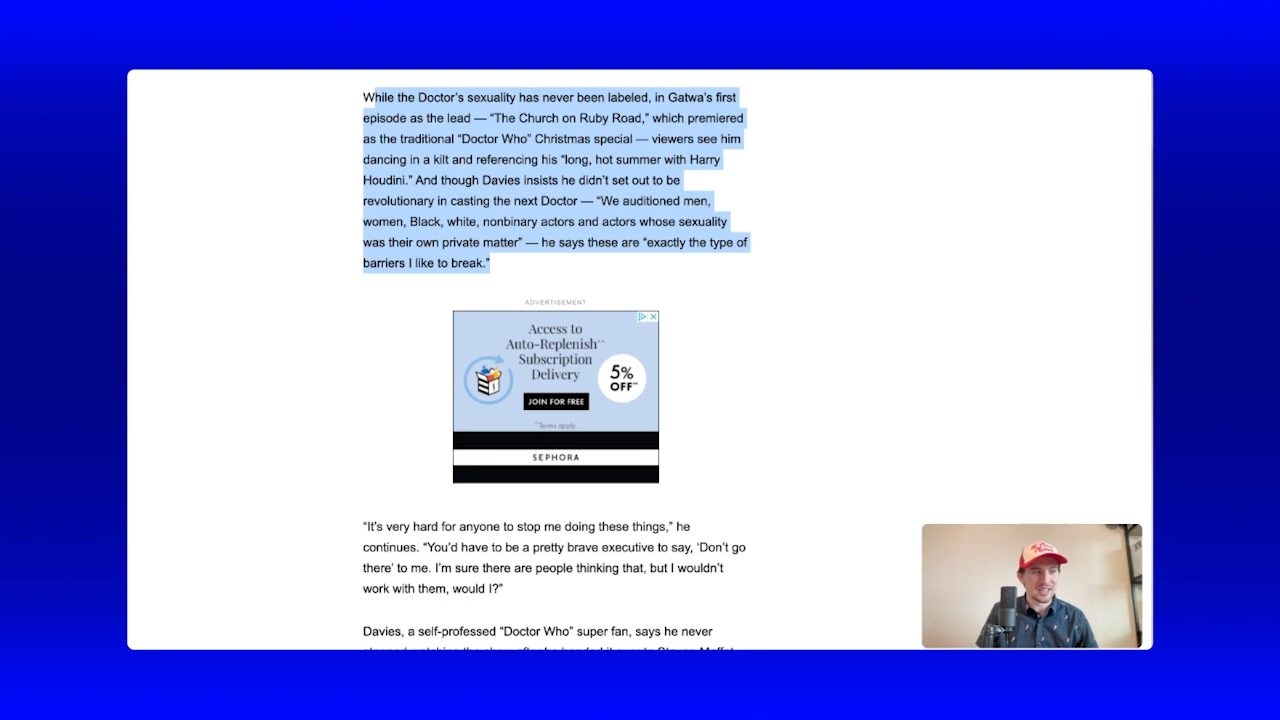 While the Doctor’s sexuality has never been labeled, in Gatwa’s first
episode as the lead — “The Church on Ruby Road,” which premiered
as the traditional “Doctor Who” Christmas special — viewers see him
dancing in a kilt and referencing his “long, hot summer with Harry
Houdini.” And though Davies insists he didn’t set out to be
revolutionary in casting the next Doctor — “We auditioned men,
women, Black, white, nonbinary actors and actors whose sexuality
was their own private matter” — he says these are “exactly the type of
barriers I like to break.”
ADVERTISEMENT
Access to
Auto-Replenish**
Subscription
Delivery
5%
OFF**
JOIN FOR FREE
**Terms apply.
SEPHORA
“It’s very hard for anyone to stop me doing these things,” he
continues. “You’d have to be a pretty brave executive to say, ‘Don’t go
there’ to me. I’m sure there are people thinking that, but I wouldn’t
work with them, would I?”
Davies, a self-professed “Doctor Who” super fan, says he never